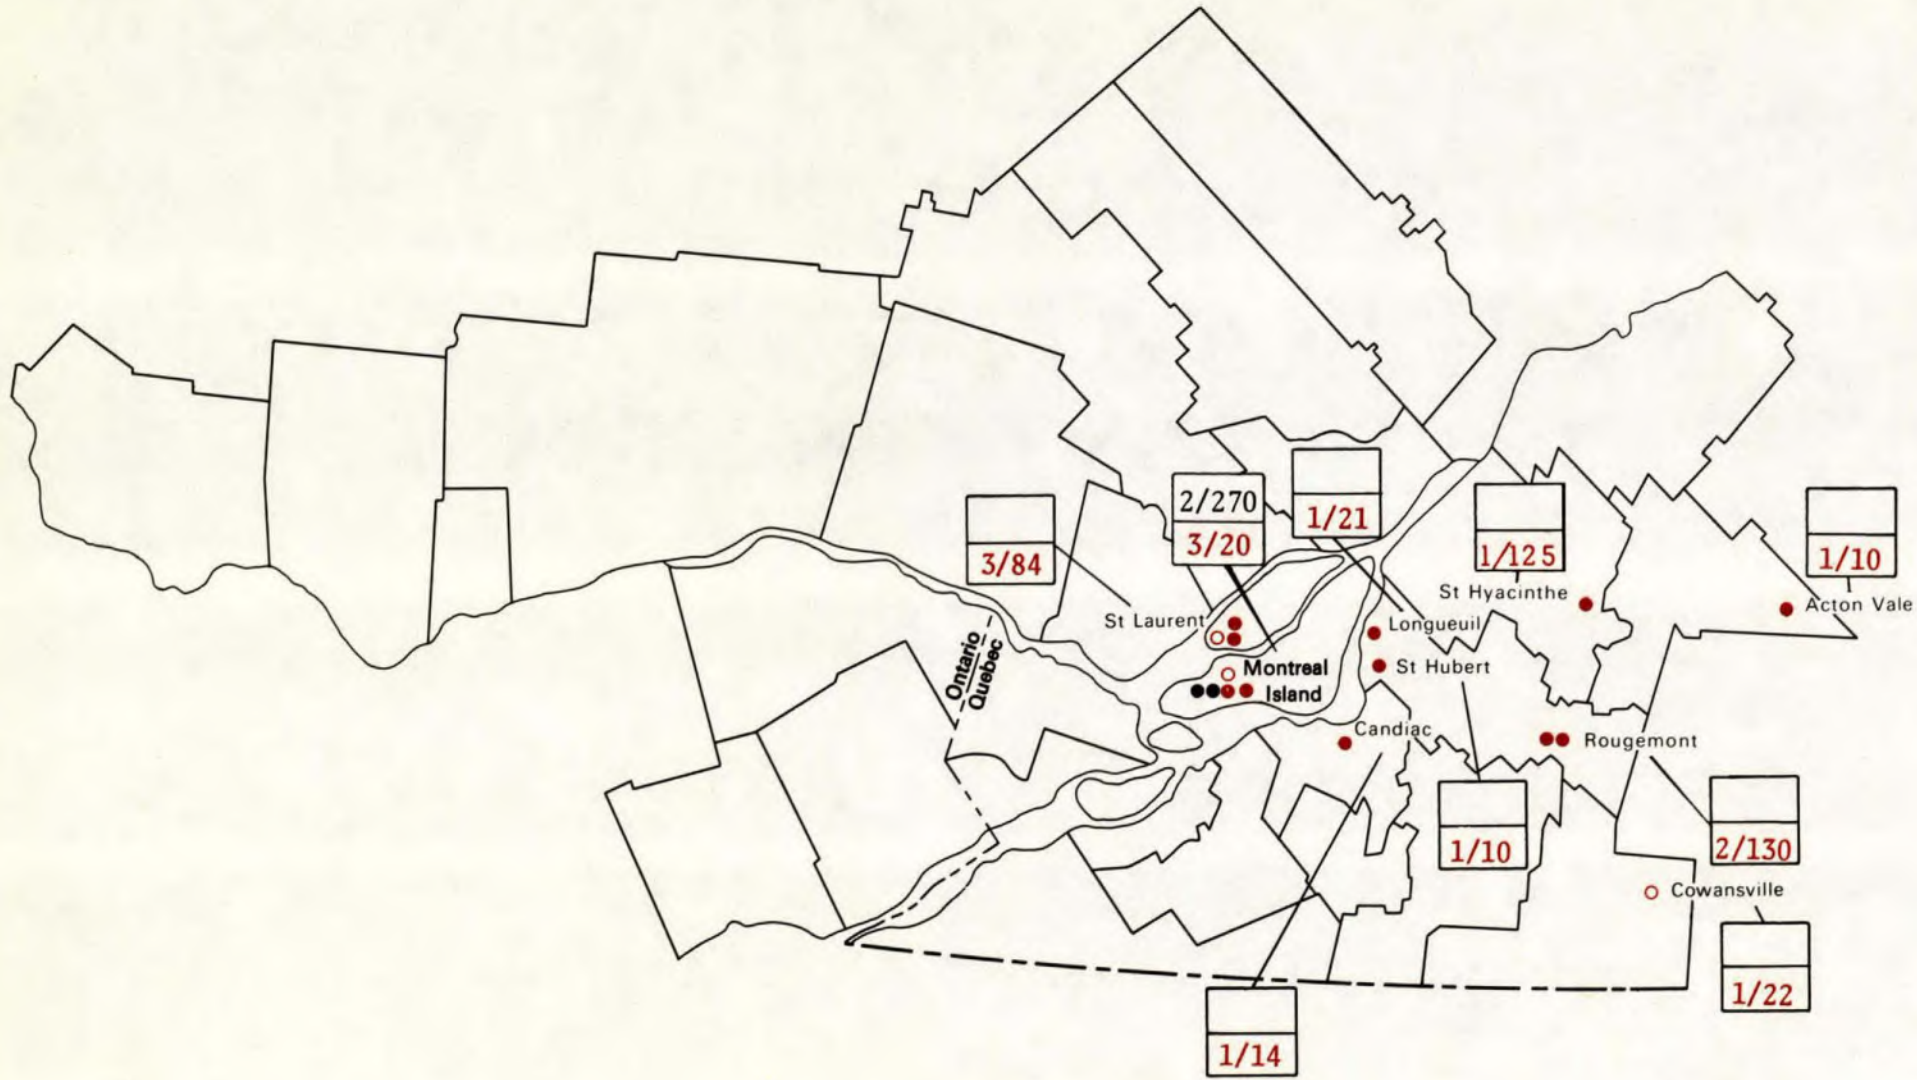 2/270
3/20
1/21
3/84
1/125
1/10
St Hyacinthe
Acton Vale
St Laurent
Longueuil
Ontario
Quebec
Montreal
Island
St Hubert
Candiac
Rougemont
1/10
2/130
Cowansville
1/22
1/14